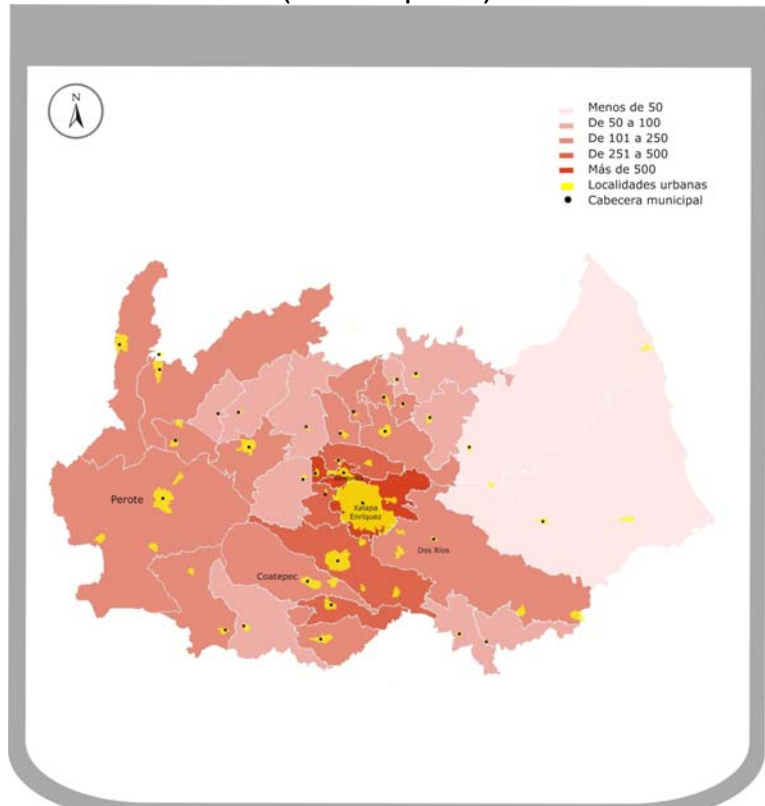 N
Menos de 50
De 50 a 100
De 101 a 250
De 251 a 500
Más de 500
Localidades urbanas
Cabecera municipal
Perote
Xalapa
Enríquez
Dos Ríos
Coatepec